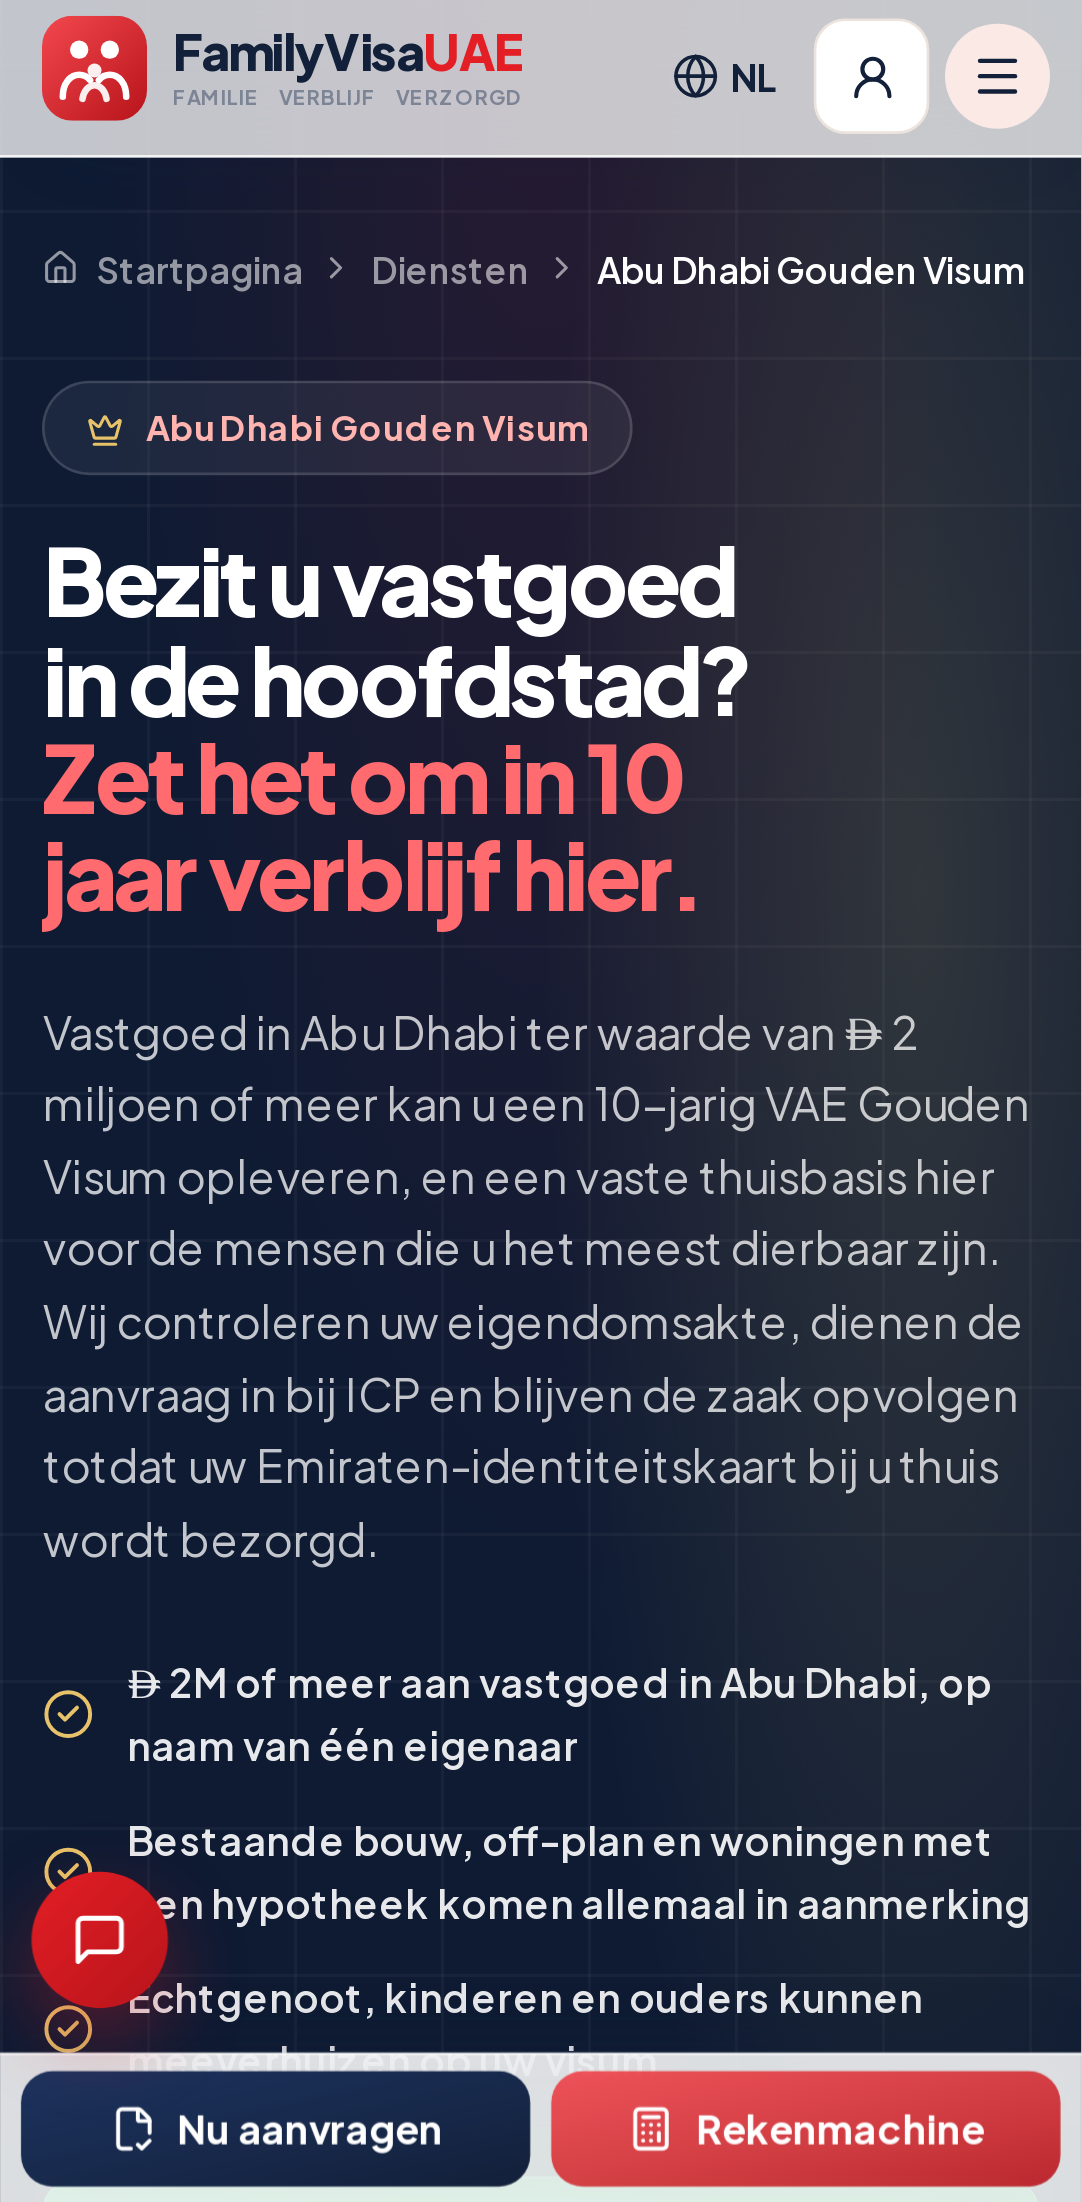 FamilyVisaUAE
FAMILIE VERBLIJF VERZORGD
NL
Startpagina > Diensten > Abu Dhabi Gouden Visum
Abu Dhabi Gouden Visum
Bezit u vastgoed
in de hoofdstad?
Zet het om in 10
jaar verblijf hier.
Vastgoed in Abu Dhabi ter waarde van 2
miljoen of meer kan u een 10-jarig VAE Gouden
Visum opleveren, en een vaste thuisbasis hier
voor de mensen die u het meest dierbaar zijn.
Wij controleren uw eigendomsakte, dienen de
aanvraag in bij ICP en blijven de zaak opvolgen
totdat uw Emiraten-identiteitskaart bij u thuis
wordt bezorgd.
2M of meer aan vastgoed in Abu Dhabi, op
naam van één eigenaar
Bestaande bouw, off-plan en woningen met
een hypotheek komen allemaal in aanmerking
Echtgenoot, kinderen en ouders kunnen
meeverhuizen op uw visum
Nu aanvragen
Rekenmachine